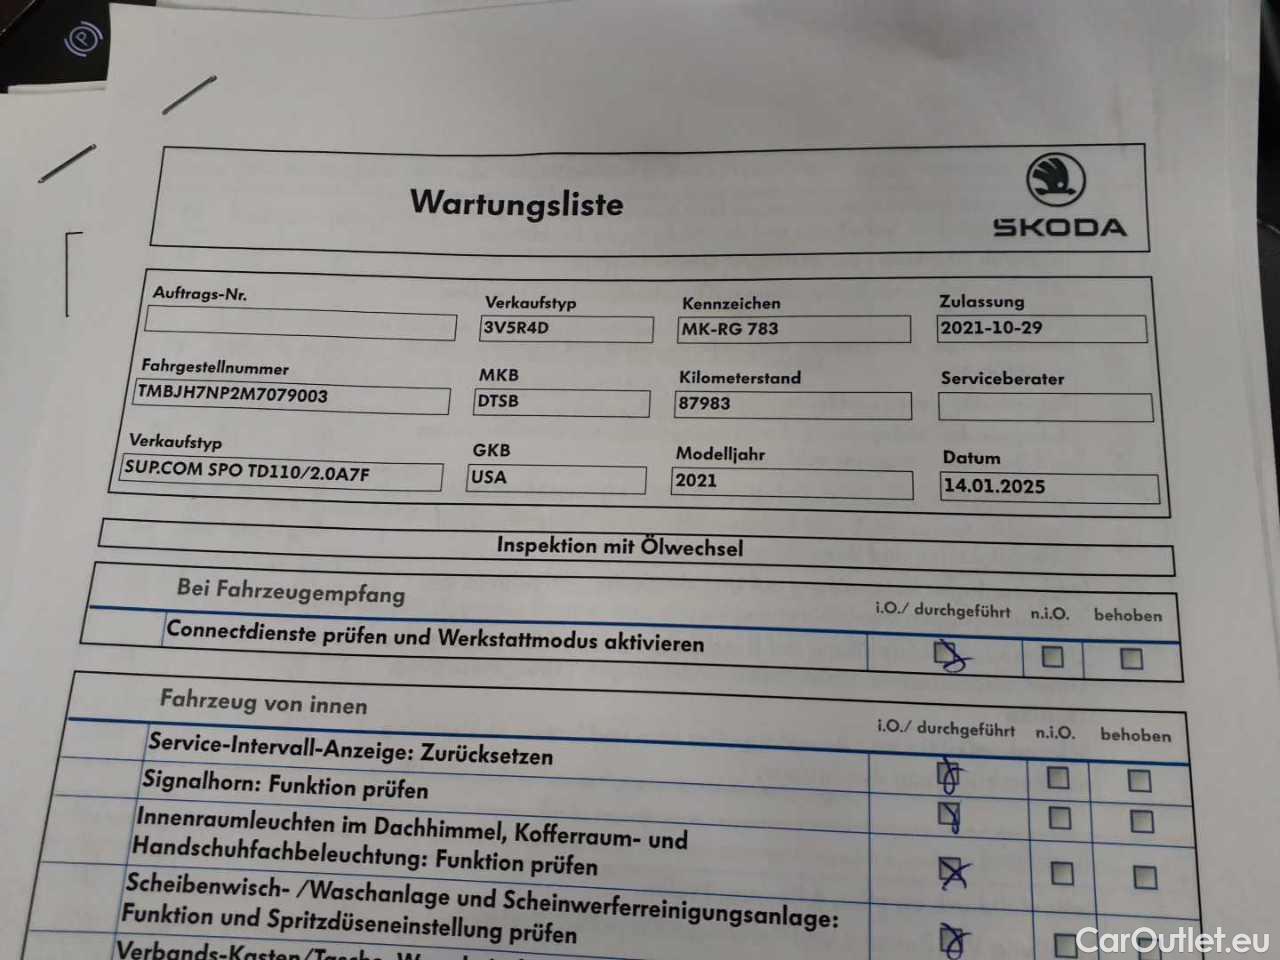 P
Wartungsliste
ŠKODA
Auftrags-Nr.
Verkaufstyp
Kennzeichen
Zulassung
3V5R4D
MK-RG 783
2021-10-29
Fahrgestellnummer
MKB
Kilometerstand
Serviceberater
TMBJH7NP2M7079003
DTSB
87983
Verkaufstyp
GKB
Modelljahr
Datum
SUP.COM SPO TD110/2.0A7F
USA
2021
14.01.2025
Inspektion mit Ölwechsel
Bei Fahrzeugempfang
i.O./ durchgeführt n.i.O. behoben
Connectdienste prüfen und Werkstattmodus aktivieren
Fahrzeug von innen
i.O./ durchgeführt n.i.O. behoben
Service-Intervall-Anzeige: Zurücksetzen
Signalhorn: Funktion prüfen
Innenraumleuchten im Dachhimmel, Kofferraum- und
Handschuhfachbeleuchtung: Funktion prüfen
Scheibenwisch- /Waschanlage und Scheinwerferreinigungsanlage:
Funktion und Spritzdüseneinstellung prüfen
Verbands-Kasten/Tasche
CarOutlet.eu